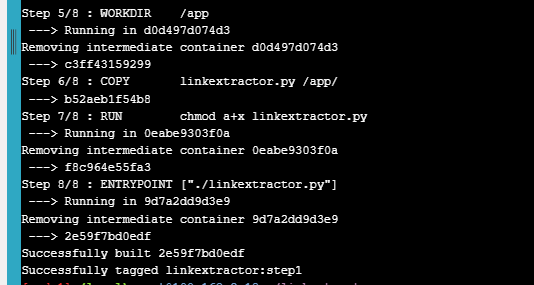 Step 5/8 : WORKDIR    /app
 ---> Running in d0d497d074d3
Removing intermediate container d0d497d074d3
 ---> c3ff43159299
Step 6/8 : COPY       linkextractor.py /app/
 ---> b52aeb1f54b8
Step 7/8 : RUN        chmod a+x linkextractor.py
 ---> Running in 0eabe9303f0a
Removing intermediate container 0eabe9303f0a
 ---> f8c964e55fa3
Step 8/8 : ENTRYPOINT ["./linkextractor.py"]
 ---> Running in 9d7a2dd9d3e9
Removing intermediate container 9d7a2dd9d3e9
 ---> 2e59f7bd0edf
Successfully built 2e59f7bd0edf
Successfully tagged linkextractor:step1